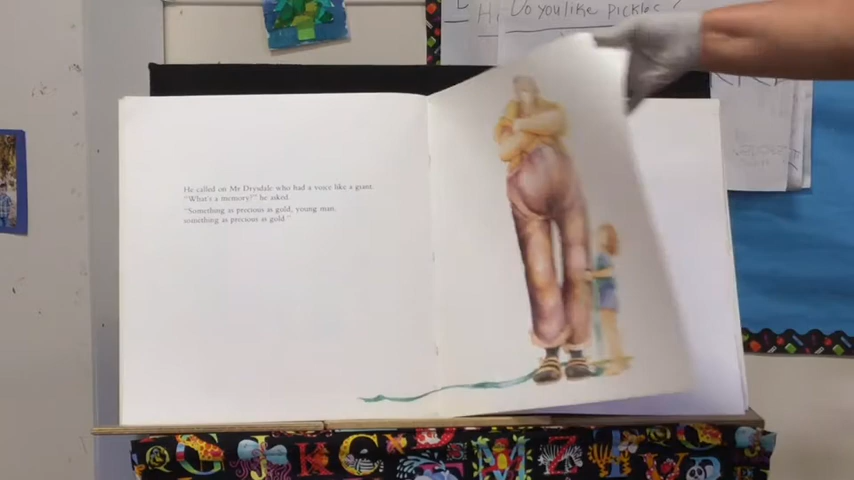 Do you like pickles?
He called on Mr Drysdale who had a voice like a giant.
"What's a memory?" he asked.
"Something as precious as gold, young man,
something as precious as gold."